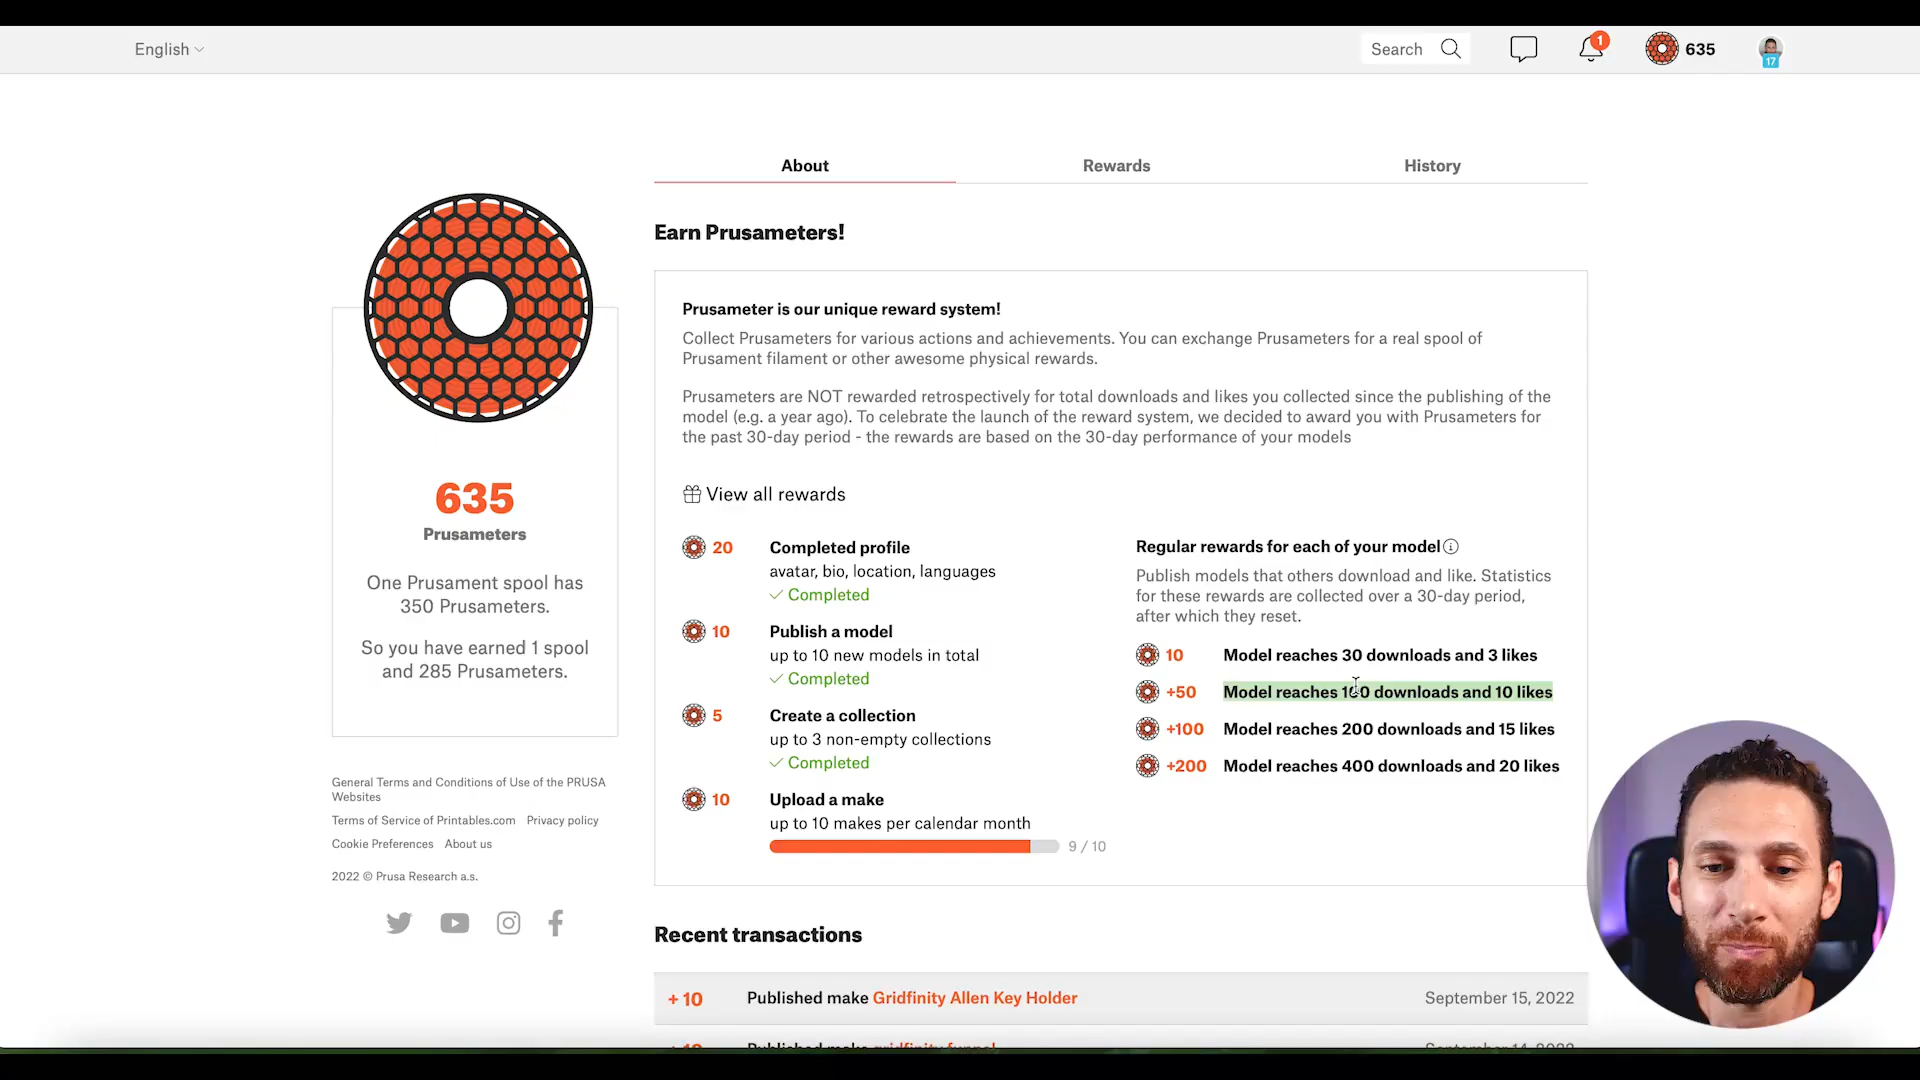 English
Search
1
635
17
About
Rewards
History
Earn Prusameters!
Prusameter is our unique reward system!
Collect Prusameters for various actions and achievements. You can exchange Prusameters for a real spool of
Prusament filament or other awesome physical rewards.
Prusameters are NOT rewarded retrospectively for total downloads and likes you collected since the publishing of the
model (e.g. a year ago). To celebrate the launch of the reward system, we decided to award you with Prusameters for
the past 30-day period - the rewards are based on the 30-day performance of your models
View all rewards
20 Completed profile
avatar, bio, location, languages
Completed
10 Publish a model
up to 10 new models in total
Completed
5 Create a collection
up to 3 non-empty collections
Completed
10 Upload a make
up to 10 makes per calendar month
9 / 10
Regular rewards for each of your model
Publish models that others download and like. Statistics
for these rewards are collected over a 30-day period,
after which they reset.
10 Model reaches 30 downloads and 3 likes
+50 Model reaches 100 downloads and 10 likes
+100 Model reaches 200 downloads and 15 likes
+200 Model reaches 400 downloads and 20 likes
635
Prusameters
One Prusament spool has
350 Prusameters.
So you have earned 1 spool
and 285 Prusameters.
General Terms and Conditions of Use of the PRUSA
Websites
Terms of Service of Printables.com Privacy policy
Cookie Preferences About us
2022 © Prusa Research a.s.
Recent transactions
+ 10 Published make Gridfinity Allen Key Holder September 15, 2022
Published make gridfinity funnel September 14, 2022